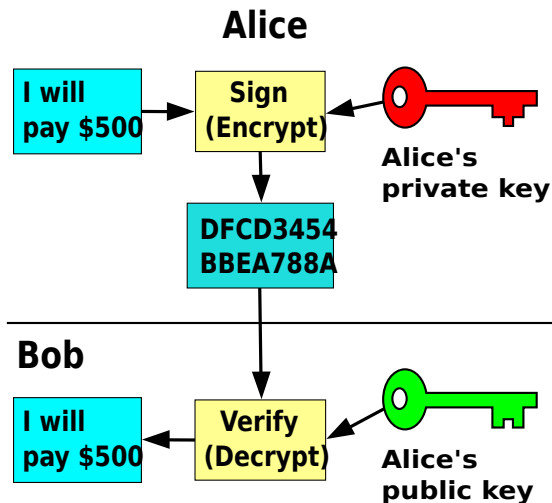 Alice
I will
pay $500
Sign
(Encrypt)
Alice's
private key
DFCD3454
BBEA788A
Bob
I will
pay $500
Verify
(Decrypt)
Alice's
public key